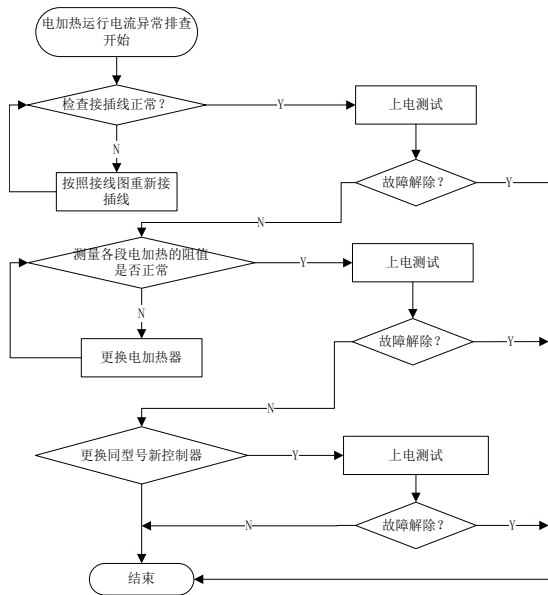 电加热运行电流异常排查
开始
检查接插线正常？
Y
上电测试
N
按照接线图重新接
插线
故障解除？
Y
N
测量各段电加热的阻值
是否正常
Y
上电测试
N
更换电加热器
故障解除？
Y
N
更换同型号新控制器
Y
上电测试
N
故障解除？
Y
结束